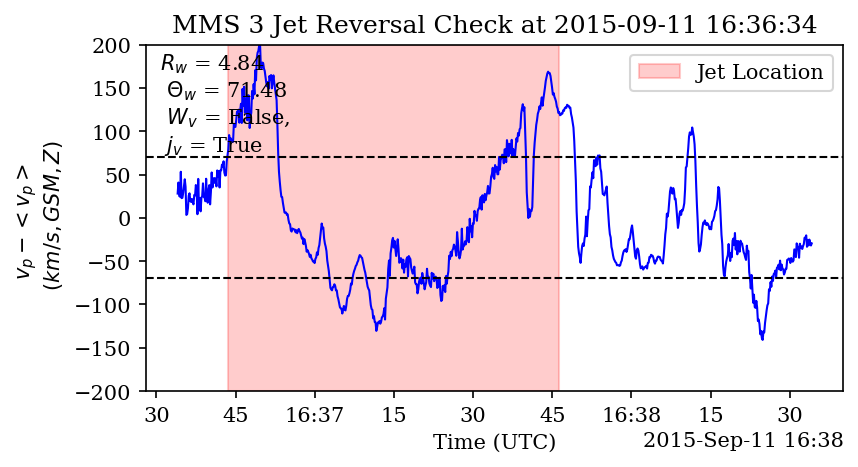 MMS 3 Jet Reversal Check at 2015-09-11 16:36:34
R_w = 4.84
Θ_w = 71.48
W_v = False,
j_v = True
Jet Location
v_p − < v_p >
(km/s, GSM, Z)
200
150
100
50
0
−50
−100
−150
−200
30 45 16:37 15 30 45 16:38 15 30
Time (UTC)
2015-Sep-11 16:38